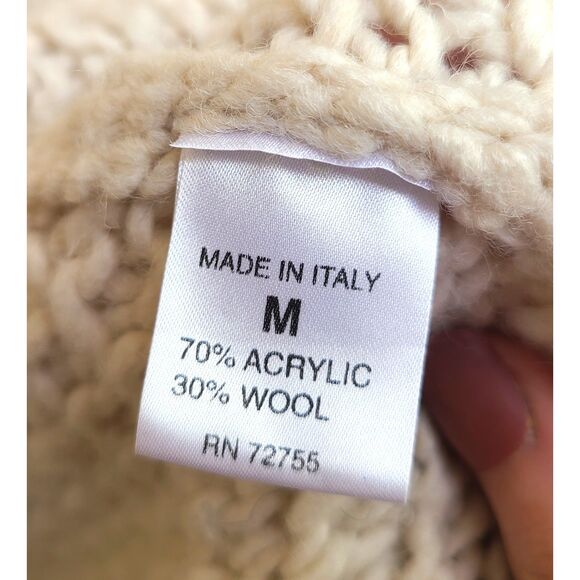 MADE IN ITALY
M
70% ACRYLIC
30% WOOL
RN 72755